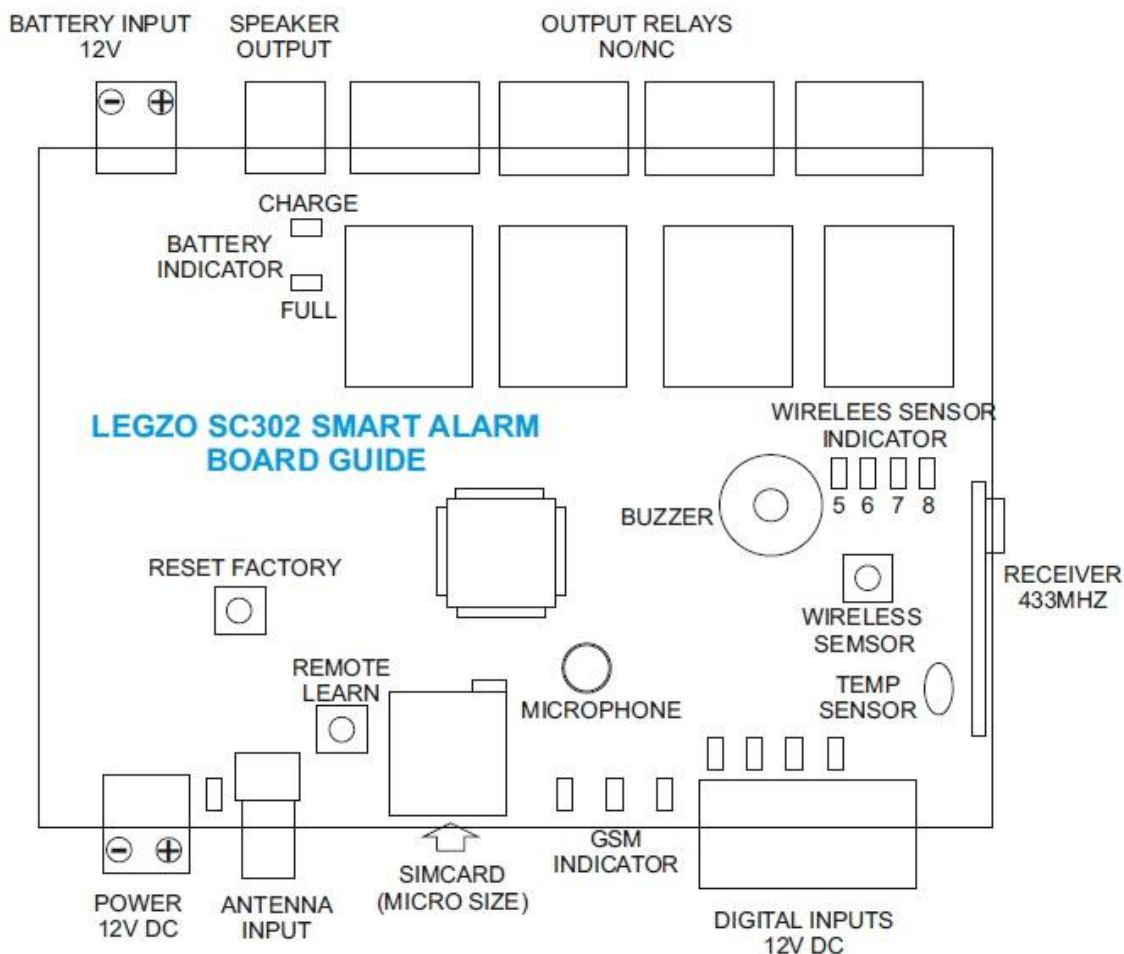 BATTERY INPUT
12V
SPEAKER
OUTPUT
OUTPUT RELAYS
NO/NC
CHARGE
BATTERY
INDICATOR
FULL
LEGZO SC302 SMART ALARM
BOARD GUIDE
WIRELEES SENSOR
INDICATOR
5 6 7 8
BUZZER
RESET FACTORY
RECEIVER
433MHZ
WIRELESS
SEMSOR
REMOTE
LEARN
MICROPHONE
TEMP
SENSOR
GSM
INDICATOR
SIMCARD
(MICRO SIZE)
POWER
12V DC
ANTENNA
INPUT
DIGITAL INPUTS
12V DC